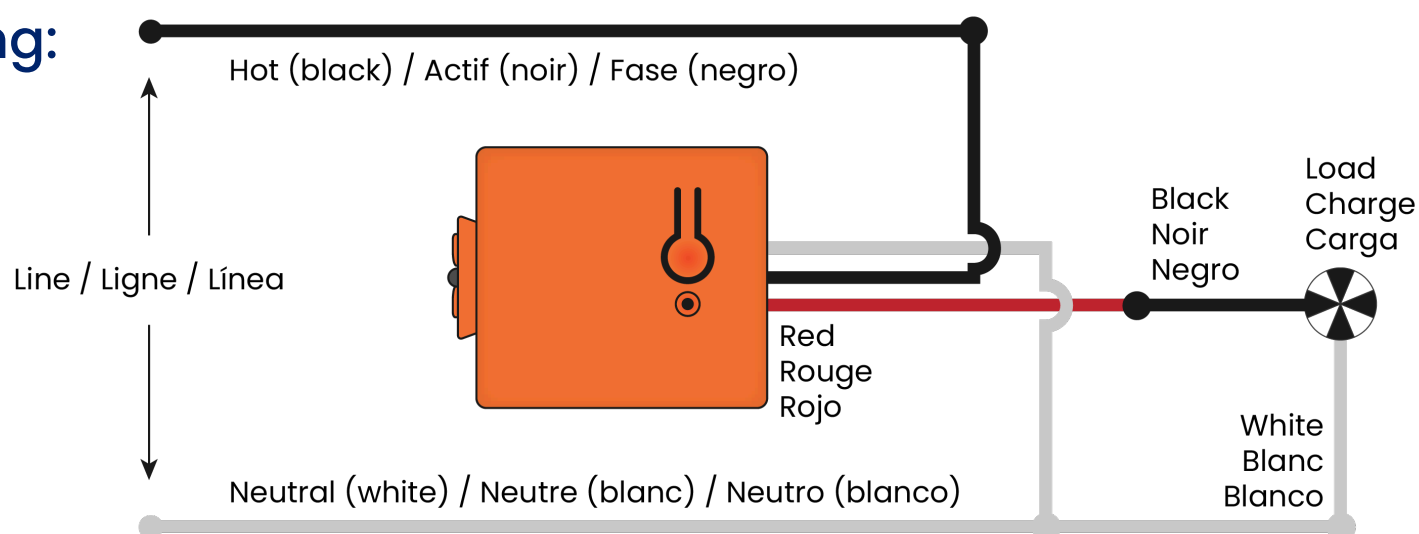 ng:
Hot (black) / Actif (noir) / Fase (negro)
Load
Charge
Carga
Black
Noir
Negro
Line / Ligne / Línea
Red
Rouge
Rojo
White
Blanc
Blanco
Neutral (white) / Neutre (blanc) / Neutro (blanco)